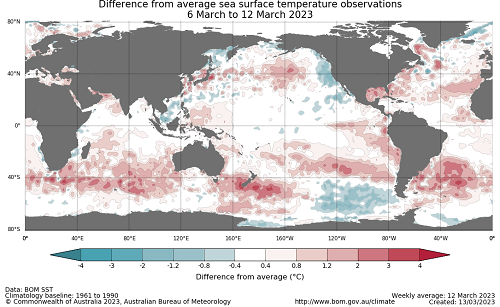 Difference from average sea surface temperature observations
6 March to 12 March 2023
80°N
40°N
0°
40°S
80°S
0° 40°E 80°E 120°E 160°E 160°W 120°W 80°W 40°W 0°
-4 -3 -2 -1.2 -0.8 -0.4 0.4 0.8 1.2 2 3 4
Difference from average (°C)
Data: BOM SST
Climatology baseline: 1961 to 1990
© Commonwealth of Australia 2023, Australian Bureau of Meteorology
http://www.bom.gov.au/climate
Weekly average: 12 March 2023
Created: 13/03/2023